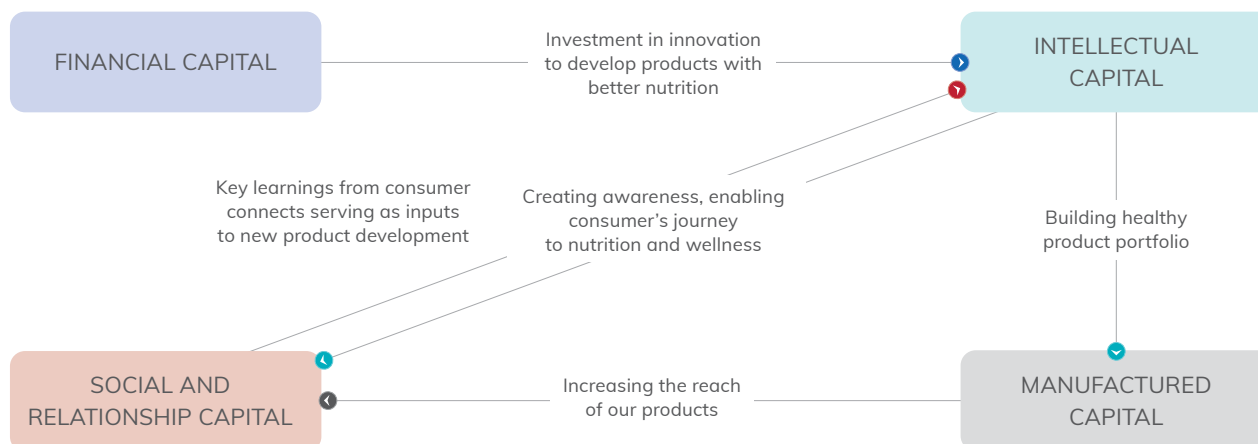 FINANCIAL CAPITAL
Investment in innovation
to develop products with
better nutrition
INTELLECTUAL
CAPITAL
Key learnings from consumer
connects serving as inputs
to new product development
Creating awareness, enabling
consumer’s journey
to nutrition and wellness
Building healthy
product portfolio
SOCIAL AND
RELATIONSHIP CAPITAL
Increasing the reach
of our products
MANUFACTURED
CAPITAL